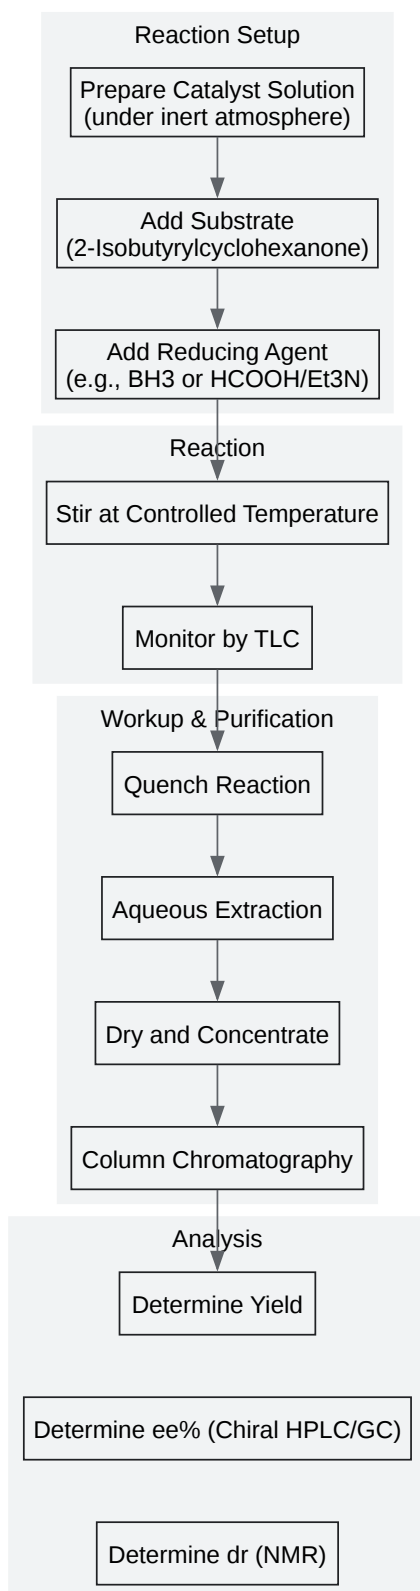 Reaction Setup
Prepare Catalyst Solution
(under inert atmosphere)
Add Substrate
(2-Isobutyrylcyclohexanone)
Add Reducing Agent
(e.g., BH3 or HCOOH/Et3N)
Reaction
Stir at Controlled Temperature
Monitor by TLC
Workup & Purification
Quench Reaction
Aqueous Extraction
Dry and Concentrate
Column Chromatography
Analysis
Determine Yield
Determine ee% (Chiral HPLC/GC)
Determine dr (NMR)